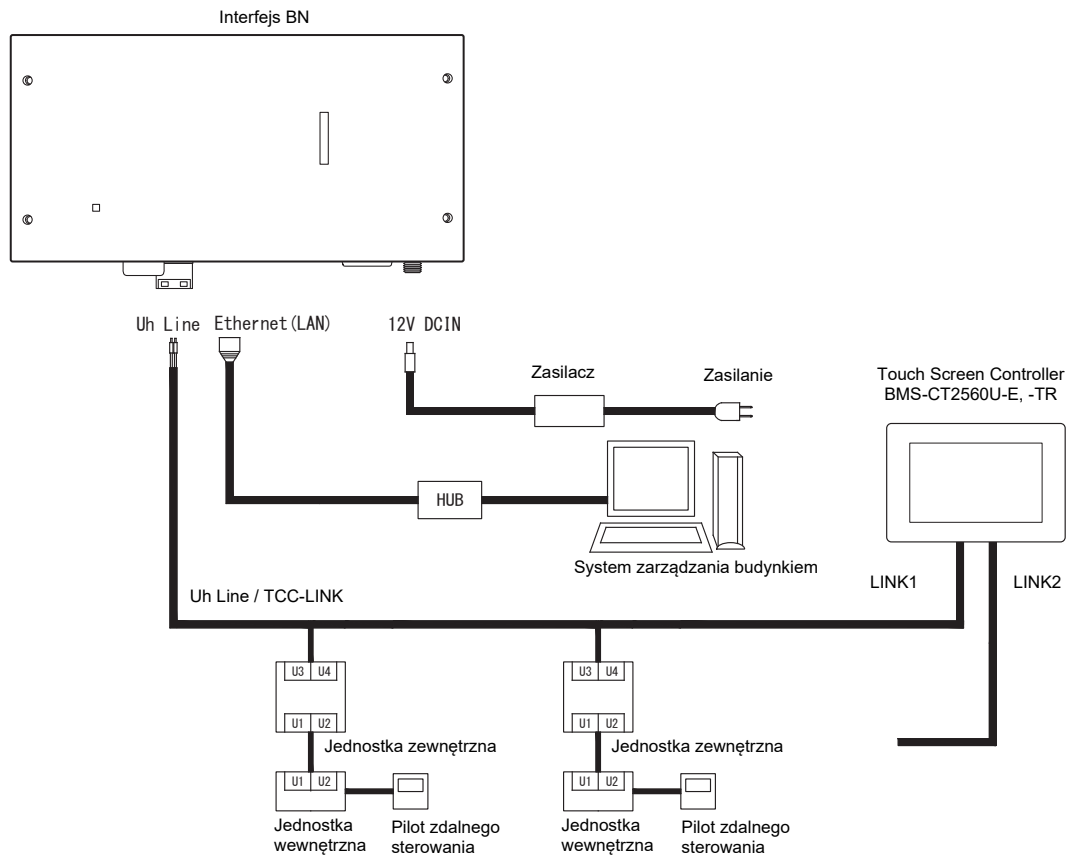 Interfejs BN
Uh Line
Ethernet(LAN)
12V DCIN
Zasilacz
Zasilanie
Touch Screen Controller
BMS-CT2560U-E, -TR
HUB
System zarządzania budynkiem
LINK1
LINK2
Uh Line / TCC-LINK
U3 U4
U3 U4
U1 U2
U1 U2
Jednostka zewnętrzna
Jednostka zewnętrzna
U1 U2
U1 U2
Jednostka
wewnętrzna
Pilot zdalnego
sterowania
Jednostka
wewnętrzna
Pilot zdalnego
sterowania